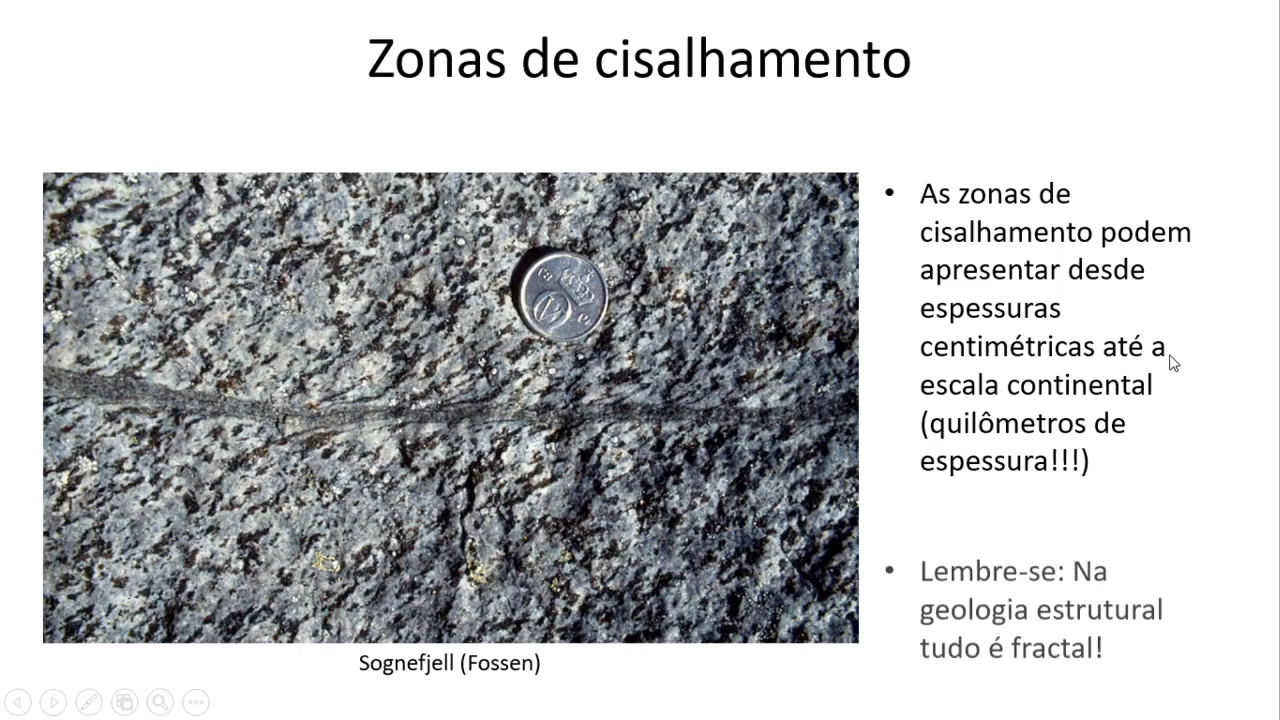 Zonas de cisalhamento
• As zonas de
cisalhamento podem
apresentar desde
espessuras
centimétricas até a
escala continental
(quilômetros de
espessura!!!)
• Lembre-se: Na
geologia estrutural
tudo é fractal!
Sognefjell (Fossen)